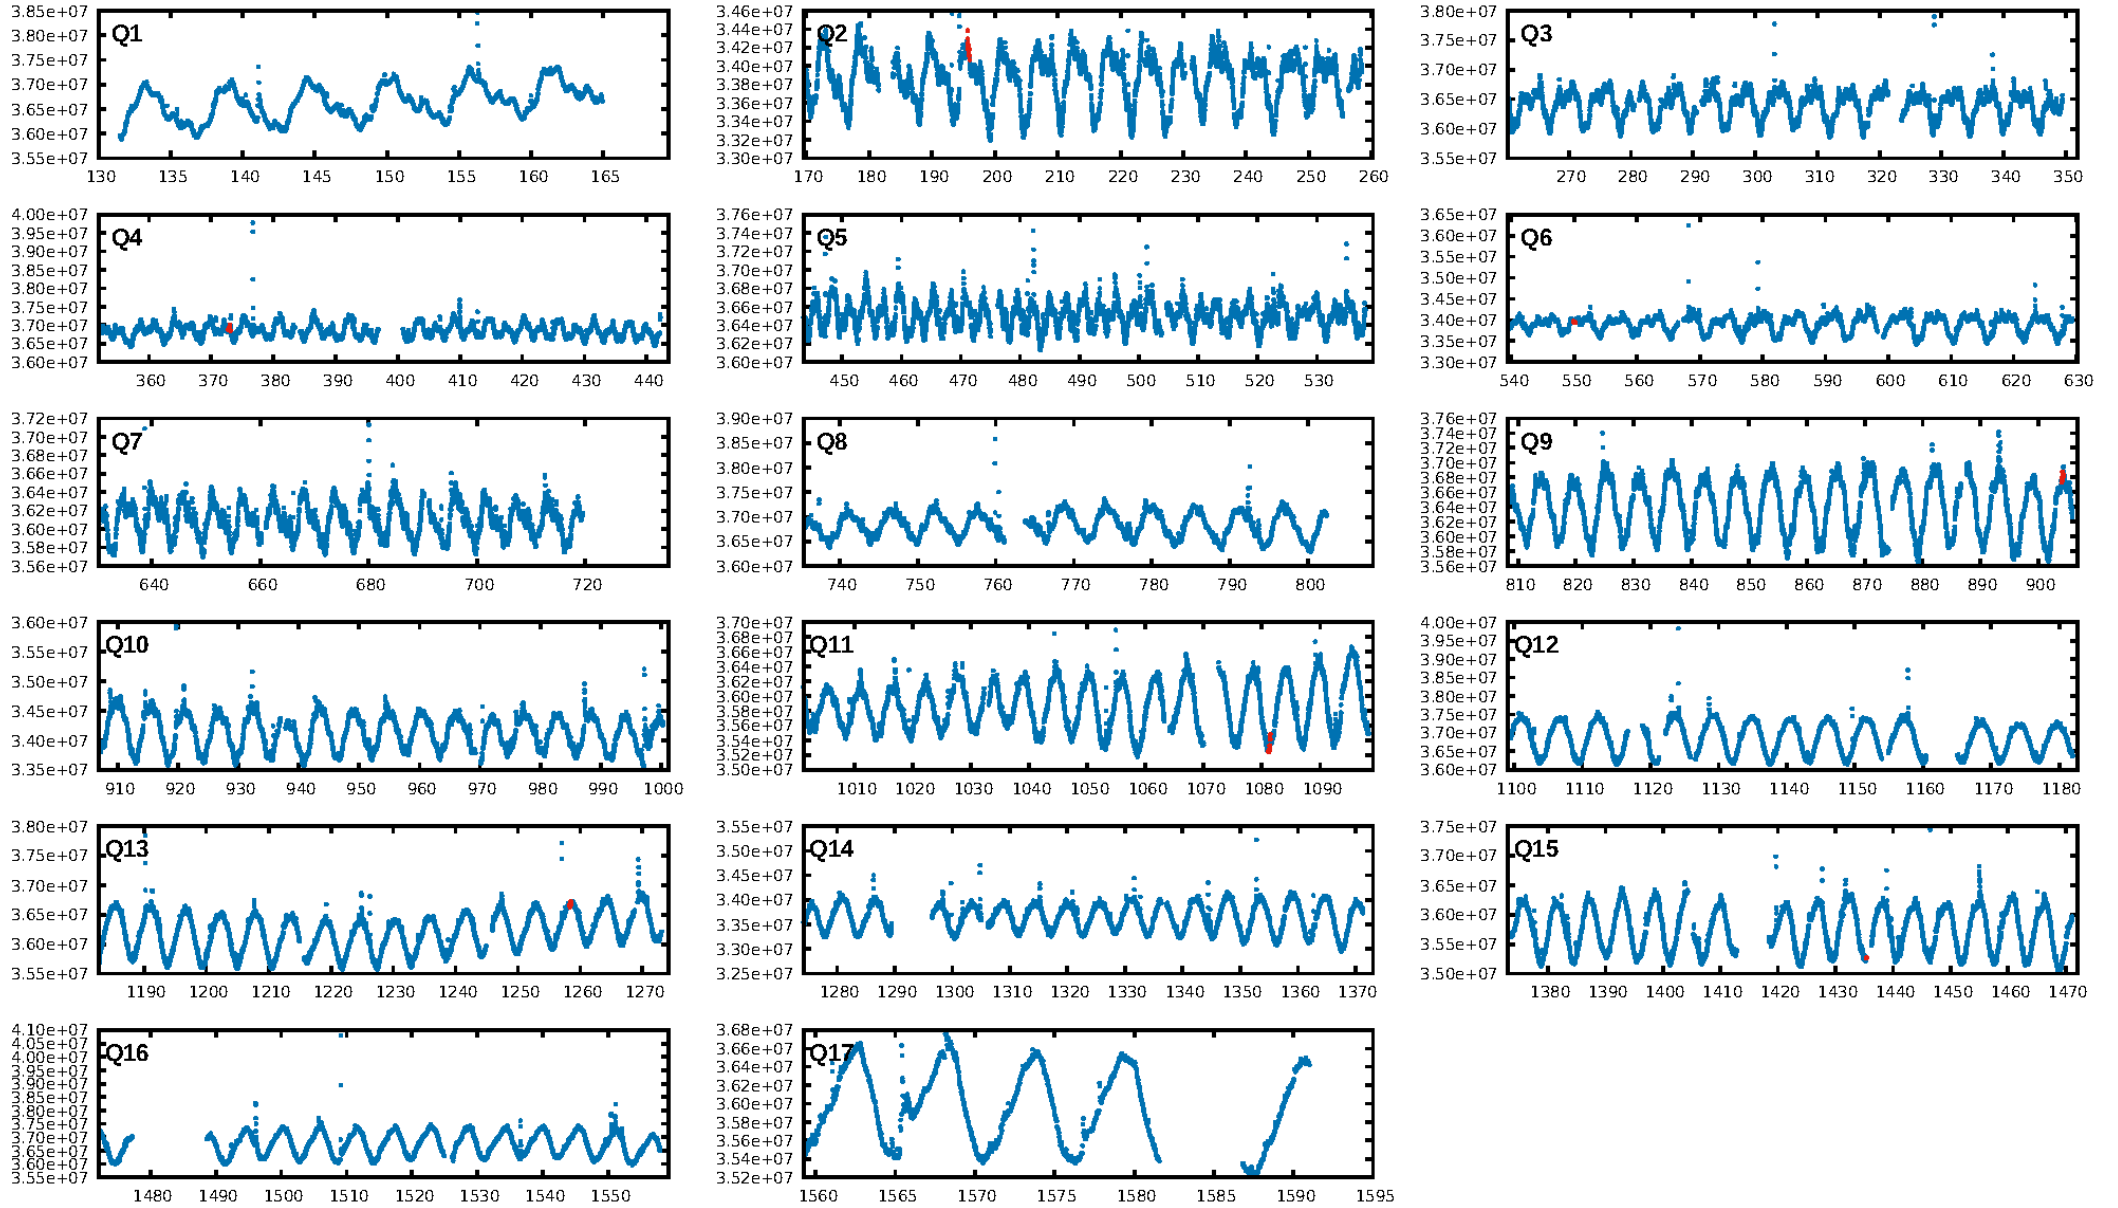 Q1
3.85e+07
3.80e+07
3.75e+07
3.70e+07
3.65e+07
3.60e+07
3.55e+07
130 135 140 145 150 155 160 165
Q2
3.46e+07
3.44e+07
3.42e+07
3.40e+07
3.38e+07
3.36e+07
3.34e+07
3.32e+07
3.30e+07
170 180 190 200 210 220 230 240 250 260
Q3
3.80e+07
3.75e+07
3.70e+07
3.65e+07
3.60e+07
3.55e+07
270 280 290 300 310 320 330 340 350
Q4
4.00e+07
3.95e+07
3.90e+07
3.85e+07
3.80e+07
3.75e+07
3.70e+07
3.65e+07
3.60e+07
360 370 380 390 400 410 420 430 440
Q5
3.76e+07
3.74e+07
3.72e+07
3.70e+07
3.68e+07
3.66e+07
3.64e+07
3.62e+07
3.60e+07
450 460 470 480 490 500 510 520 530
Q6
3.65e+07
3.60e+07
3.55e+07
3.50e+07
3.45e+07
3.40e+07
3.35e+07
3.30e+07
540 550 560 570 580 590 600 610 620 630
Q7
3.72e+07
3.70e+07
3.68e+07
3.66e+07
3.64e+07
3.62e+07
3.60e+07
3.58e+07
3.56e+07
640 660 680 700 720
Q8
3.90e+07
3.85e+07
3.80e+07
3.75e+07
3.70e+07
3.65e+07
3.60e+07
740 750 760 770 780 790 800
Q9
3.76e+07
3.74e+07
3.72e+07
3.70e+07
3.68e+07
3.66e+07
3.64e+07
3.62e+07
3.60e+07
3.58e+07
3.56e+07
810 820 830 840 850 860 870 880 890 900
Q10
3.60e+07
3.55e+07
3.50e+07
3.45e+07
3.40e+07
3.35e+07
910 920 930 940 950 960 970 980 990 1000
Q11
3.70e+07
3.68e+07
3.66e+07
3.64e+07
3.62e+07
3.60e+07
3.58e+07
3.56e+07
3.54e+07
3.52e+07
3.50e+07
1010 1020 1030 1040 1050 1060 1070 1080 1090
Q12
4.00e+07
3.95e+07
3.90e+07
3.85e+07
3.80e+07
3.75e+07
3.70e+07
3.65e+07
3.60e+07
1100 1110 1120 1130 1140 1150 1160 1170 1180
Q13
3.80e+07
3.75e+07
3.70e+07
3.65e+07
3.60e+07
3.55e+07
1190 1200 1210 1220 1230 1240 1250 1260 1270
Q14
3.55e+07
3.50e+07
3.45e+07
3.40e+07
3.35e+07
3.30e+07
3.25e+07
1280 1290 1300 1310 1320 1330 1340 1350 1360 1370
Q15
3.75e+07
3.70e+07
3.65e+07
3.60e+07
3.55e+07
3.50e+07
1380 1390 1400 1410 1420 1430 1440 1450 1460 1470
Q16
4.10e+07
4.05e+07
4.00e+07
3.95e+07
3.90e+07
3.85e+07
3.80e+07
3.75e+07
3.70e+07
3.65e+07
3.60e+07
3.55e+07
1480 1490 1500 1510 1520 1530 1540 1550
Q17
3.68e+07
3.66e+07
3.64e+07
3.62e+07
3.60e+07
3.58e+07
3.56e+07
3.54e+07
3.52e+07
1560 1565 1570 1575 1580 1585 1590 1595